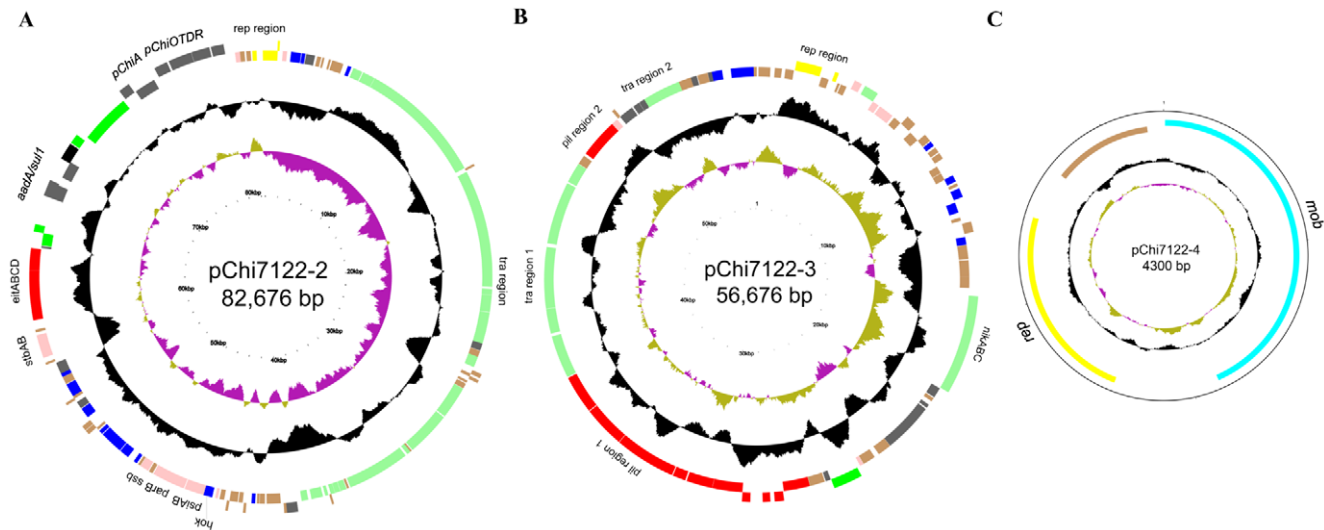 A
rep region
pChiA pChiOTDR
aadA/sul1
eitABCD
stbAB
hok
psiAB parB ssb
tra region
80kbp
10kbp
20kbp
30kbp
40kbp
50kbp
60kbp
70kbp
pChi7122-2
82,676 bp
B
rep region
tra region 2
pil region 2
tra region 1
pil region 1
nikABC
1
10kbp
20kbp
30kbp
40kbp
50kbp
pChi7122-3
56,676 bp
C
mob
rep
pChi7122-4
4300 bp